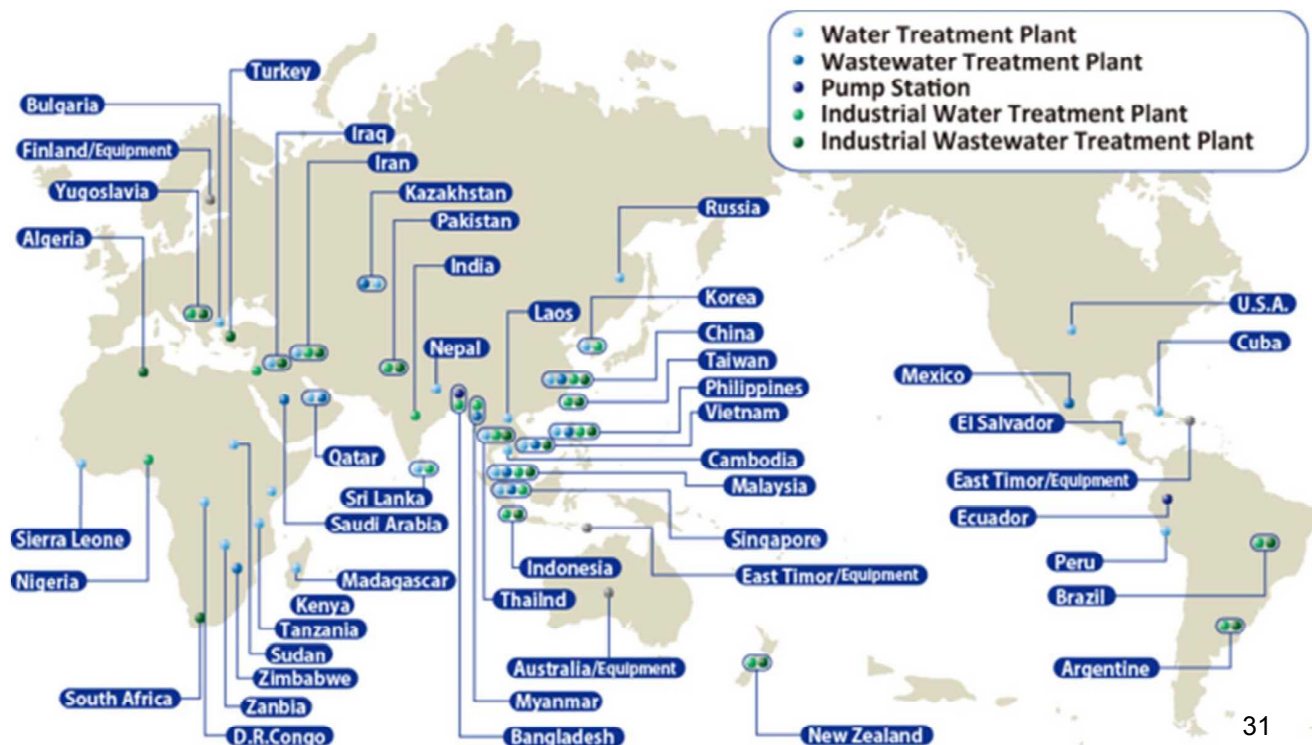 Water Treatment Plant
Wastewater Treatment Plant
Pump Station
Industrial Water Treatment Plant
Industrial Wastewater Treatment Plant
Turkey
Bulgaria
Iraq
Finland/Equipment
Iran
Yugoslavia
Kazakhstan
Pakistan
Russia
Algeria
India
Korea
Laos
U.S.A.
China
Cuba
Nepal
Taiwan
Mexico
Philippines
Vietnam
El Salvador
Qatar
Cambodia
East Timor/Equipment
Malaysia
Sri Lanka
Ecuador
Saudi Arabia
Sierra Leone
Singapore
Peru
Indonesia
East Timor/Equipment
Nigeria
Madagascar
Brazil
Thailnd
Kenya
Tanzania
Sudan
Australia/Equipment
Argentine
Zimbabwe
South Africa
Myanmar
Zanbia
31
D.R.Congo
Bangladesh
New Zealand